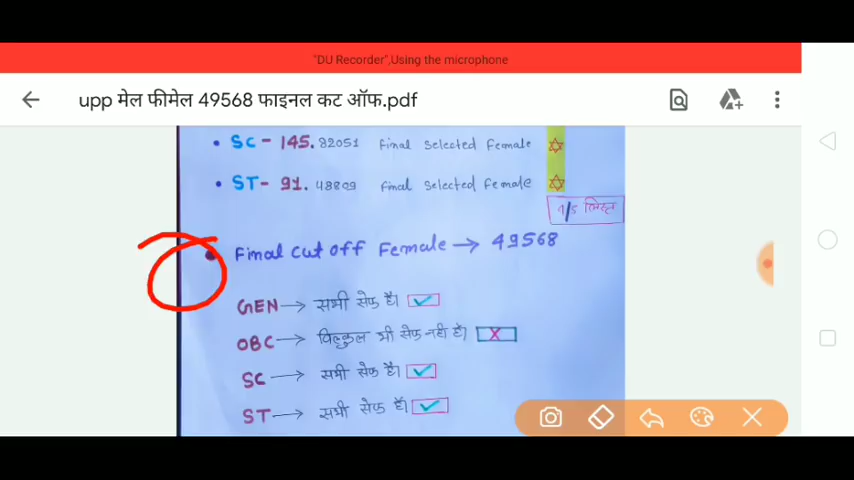 "DU Recorder",Using the microphone
upp मेल फीमेल 49568 फाइनल कट ऑफ.pdf
• SC - 145.82051 Final Selected Female
• ST - 91.48809 Final Selected Female
1/5 लिस्ट
• Final Cut off Female → 49568
GEN → सभी सेफ है।
OBC → बिल्कुल भी सेफ नहीं है।
SC → सभी सेफ है।
ST → सभी सेफ है।